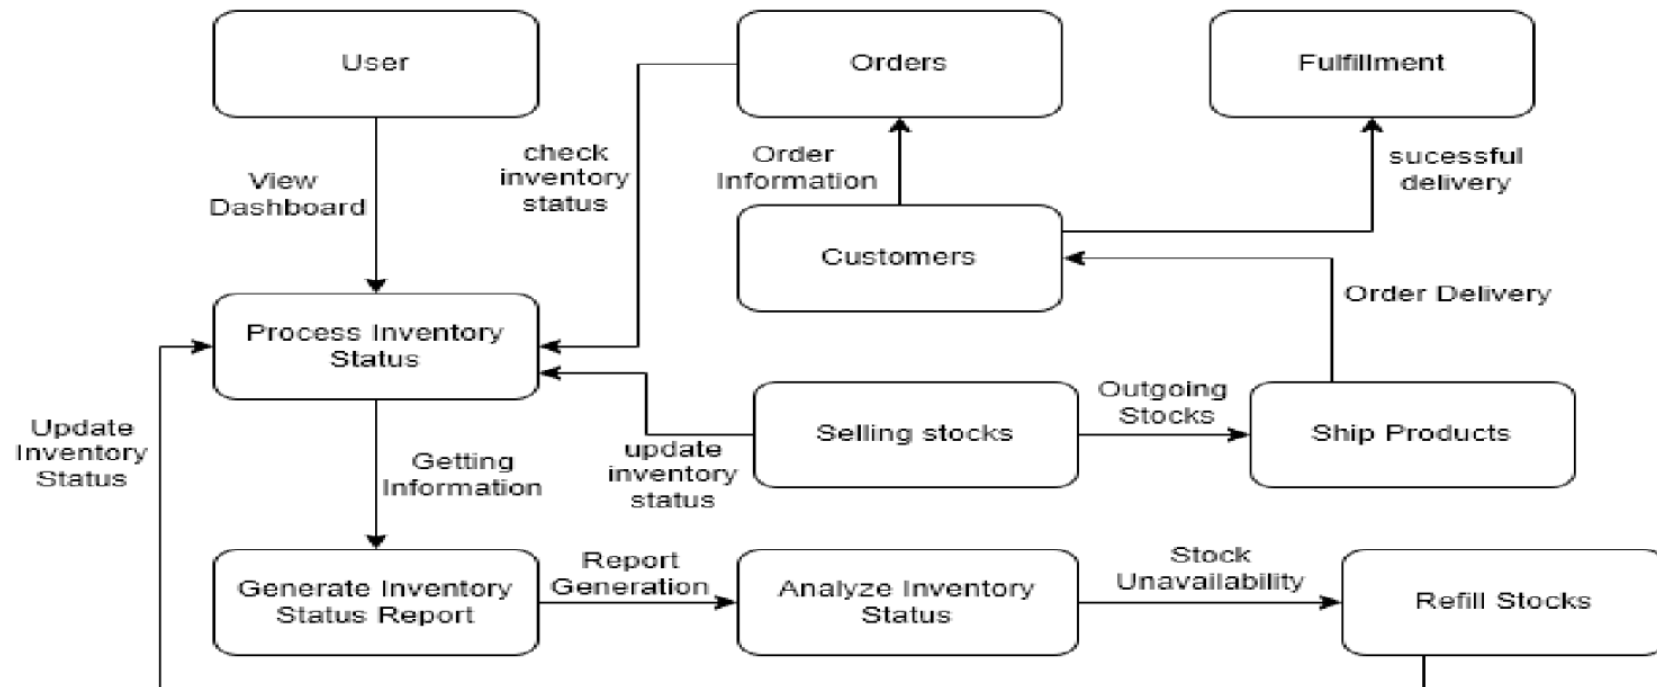 User
Orders
Fulfillment
check
inventory
status
Order
Information
sucessful
delivery
View
Dashboard
Customers
Order Delivery
Process Inventory
Status
Outgoing
Stocks
Selling stocks
Ship Products
Update
Inventory
Status
Getting
Information
update
inventory
status
Report
Generation
Stock
Unavailability
Generate Inventory
Status Report
Analyze Inventory
Status
Refill Stocks